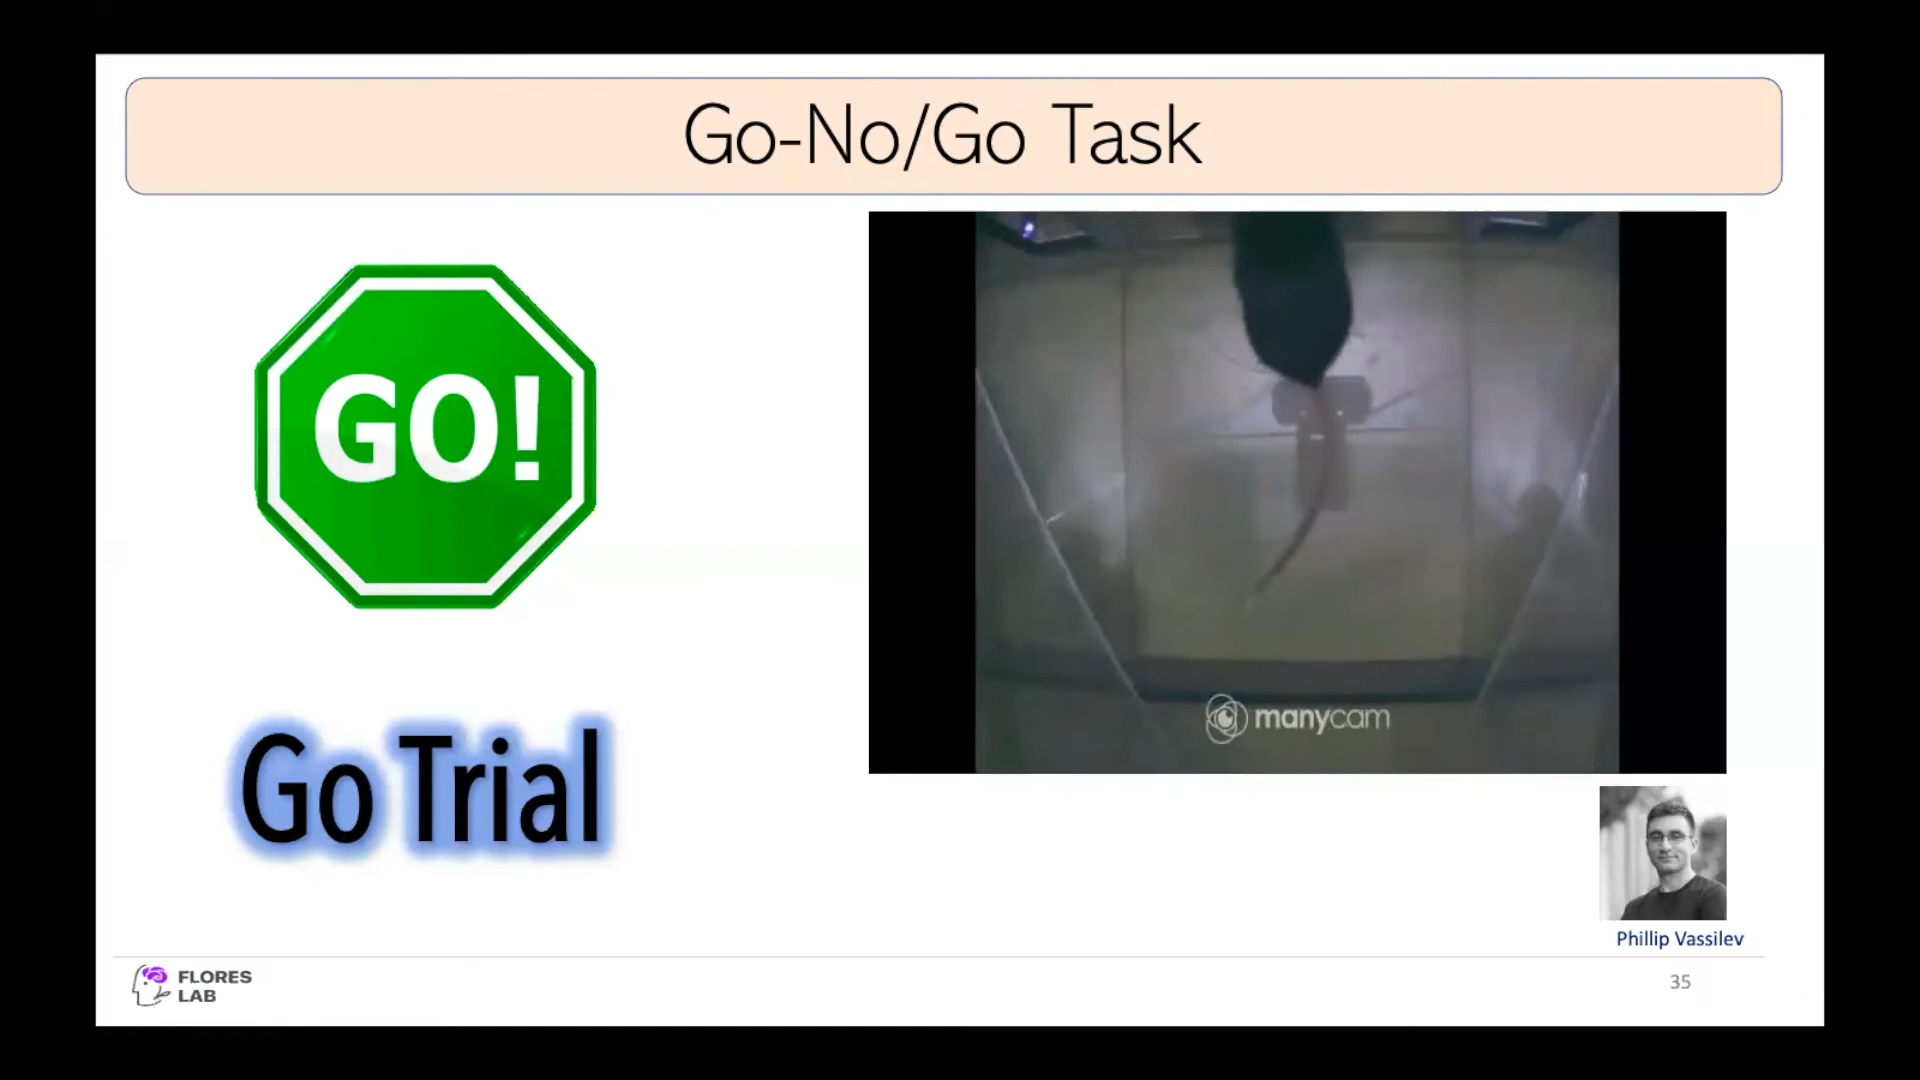 Go-No/Go Task
GO!
manycam
Go Trial
Phillip Vassilev
FLORES
LAB
35